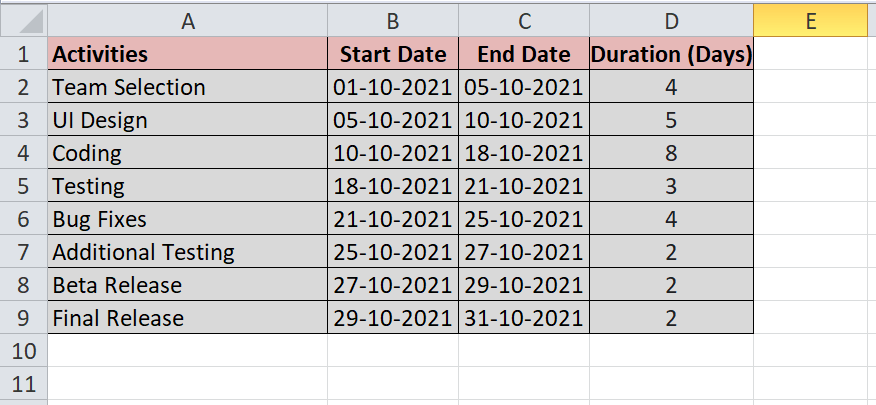 A B C D E
1 Activities Start Date End Date Duration (Days)
2 Team Selection 01-10-2021 05-10-2021 4
3 UI Design 05-10-2021 10-10-2021 5
4 Coding 10-10-2021 18-10-2021 8
5 Testing 18-10-2021 21-10-2021 3
6 Bug Fixes 21-10-2021 25-10-2021 4
7 Additional Testing 25-10-2021 27-10-2021 2
8 Beta Release 27-10-2021 29-10-2021 2
9 Final Release 29-10-2021 31-10-2021 2
10
11